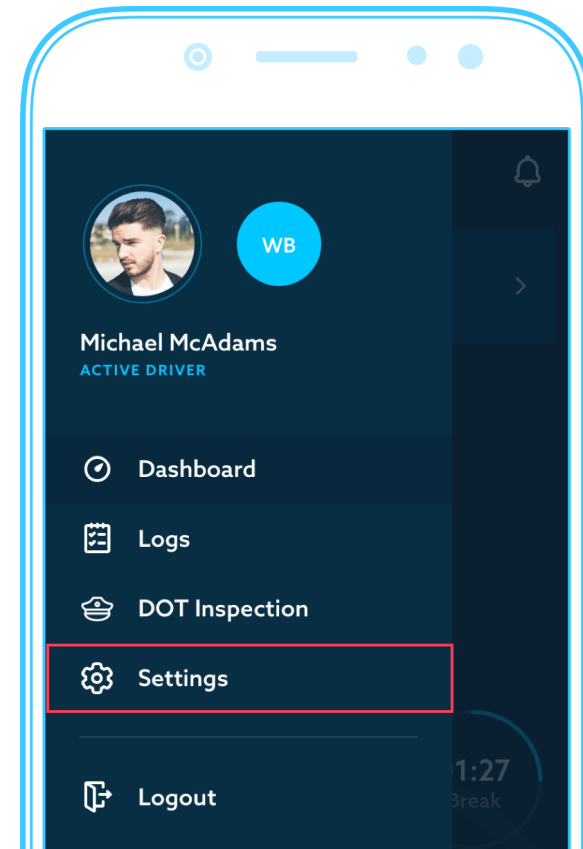 WB
Michael McAdams
ACTIVE DRIVER
Dashboard
Logs
DOT Inspection
Settings
1:27
Break
Logout